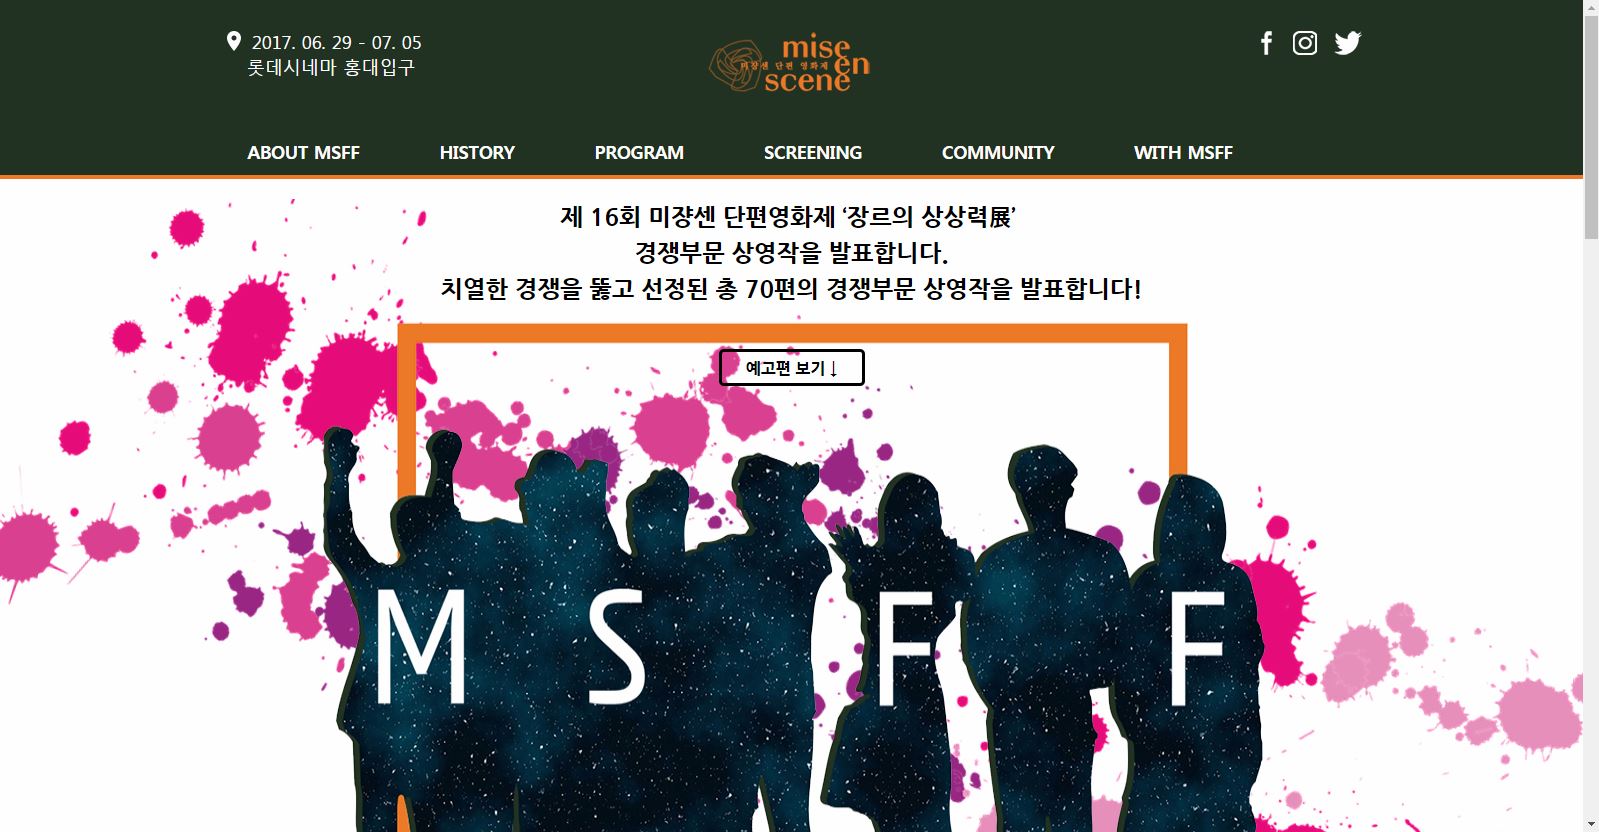 2017. 06. 29 - 07. 05
롯데시네마 홍대입구
mise
en
scene
미쟝센 단편 영화제
ABOUT MSFF
HISTORY
PROGRAM
SCREENING
COMMUNITY
WITH MSFF
제 16회 미쟝센 단편영화제 ‘장르의 상상력展’
경쟁부문 상영작을 발표합니다.
치열한 경쟁을 뚫고 선정된 총 70편의 경쟁부문 상영작을 발표합니다!
예고편 보기↓
M S F F